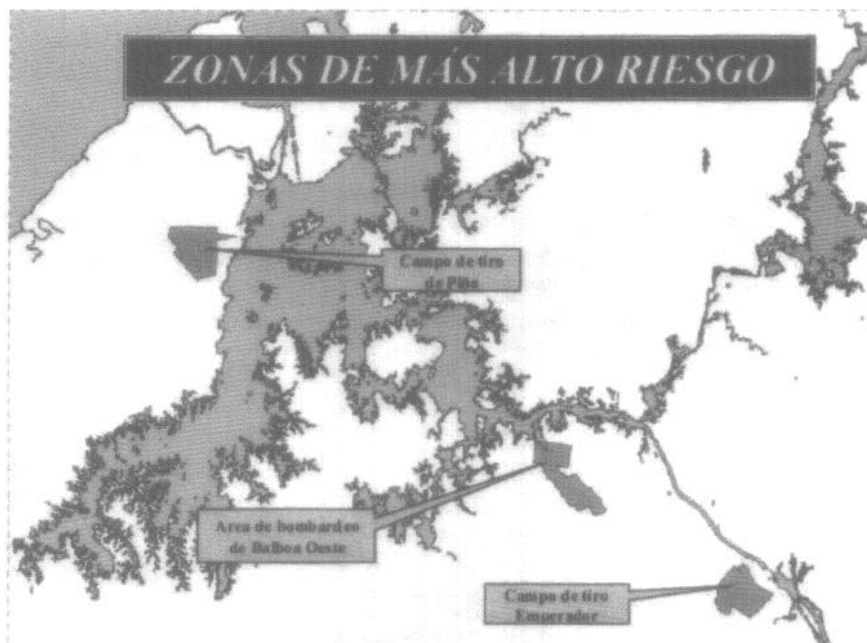 ZONAS DE MÁS ALTO RIESGO
Campo de tiro
de Piña
Area de bombardeo
de Balboa Oeste
Campo de tiro
Emperador